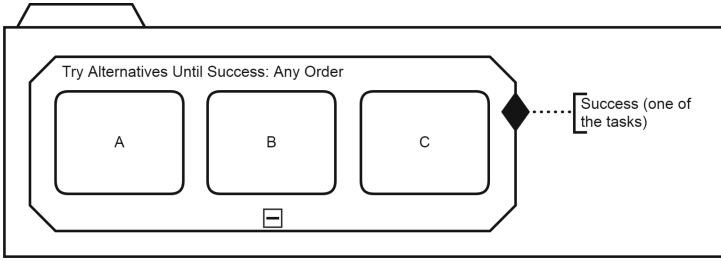 Try Alternatives Until Success: Any Order
A
B
C
Success (one of
the tasks)